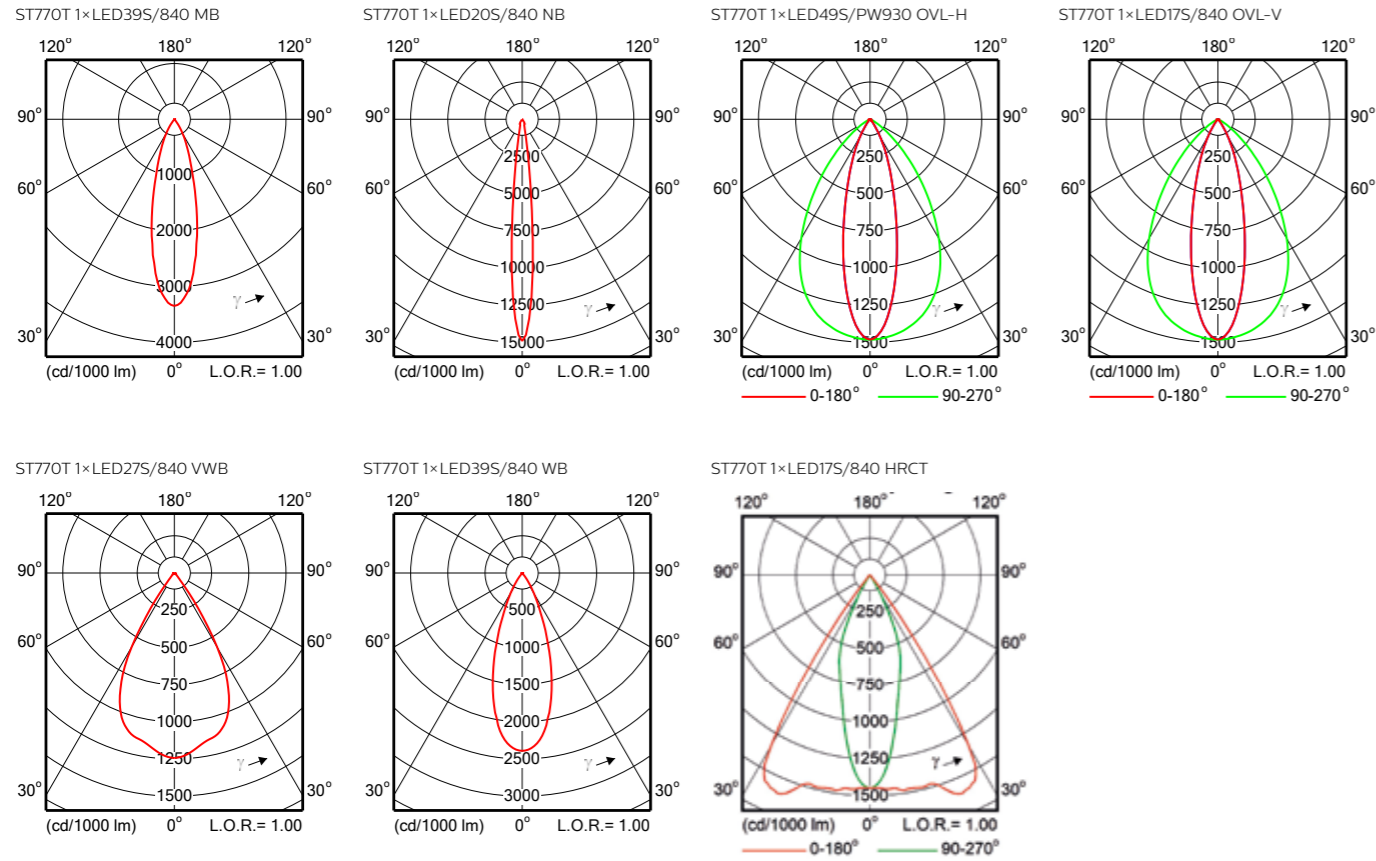 ST770T 1×LED39S/840 MB
120° 180° 120°
90° 90°
1000
60° 60°
2000
3000
γ
30° 30°
4000
(cd/1000 lm) 0° L.O.R.= 1.00
ST770T 1×LED20S/840 NB
120° 180° 120°
90° 90°
2500
5000
60° 60°
7500
10000
12500
γ
30° 30°
15000
(cd/1000 lm) 0° L.O.R.= 1.00
ST770T 1×LED49S/PW930 OVL-H
120° 180° 120°
90° 90°
250
500
60° 60°
750
1000
1250
γ
30° 30°
1500
(cd/1000 lm) 0° L.O.R.= 1.00
0-180° 90-270°
ST770T 1×LED17S/840 OVL-V
120° 180° 120°
90° 90°
250
500
60° 60°
750
1000
1250
γ
30° 30°
1500
(cd/1000 lm) 0° L.O.R.= 1.00
0-180° 90-270°
ST770T 1×LED27S/840 VWB
120° 180° 120°
90° 90°
250
500
60° 60°
750
1000
1250
γ
30° 30°
1500
(cd/1000 lm) 0° L.O.R.= 1.00
ST770T 1×LED39S/840 WB
120° 180° 120°
90° 90°
500
1000
60° 60°
1500
2000
2500
γ
30° 30°
3000
(cd/1000 lm) 0° L.O.R.= 1.00
ST770T 1×LED17S/840 HRCT
120° 180° 120°
90° 90°
250
500
60° 60°
750
1000
1250
γ
30° 30°
1500
(cd/1000 lm) 0° L.O.R.= 1.00
0-180° 90-270°